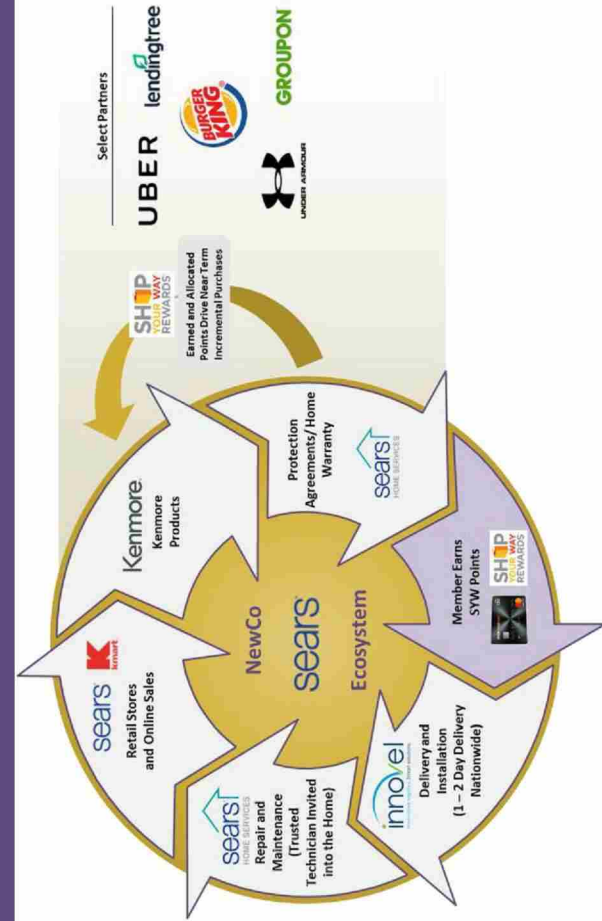 NewCo
sears
Ecosystem
sears kmart
Retail Stores
and Online Sales
Kenmore
Kenmore
Products
Protection
Agreements/ Home
Warranty
sears
HOME SERVICES
Member Earns
SYW Points
SHOP
YOUR WAY
REWARDS
innovel
Delivery and
Installation
(1 – 2 Day Delivery
Nationwide)
sears
HOME SERVICES
Repair and
Maintenance
(Trusted
Technician Invited
into the Home)
SHOP
YOUR WAY
REWARDS
Earned and Allocated
Points Drive Near Term
Incremental Purchases
Select Partners
UBER
lendingtree
BURGER
KING
UNDER ARMOUR
GROUPON